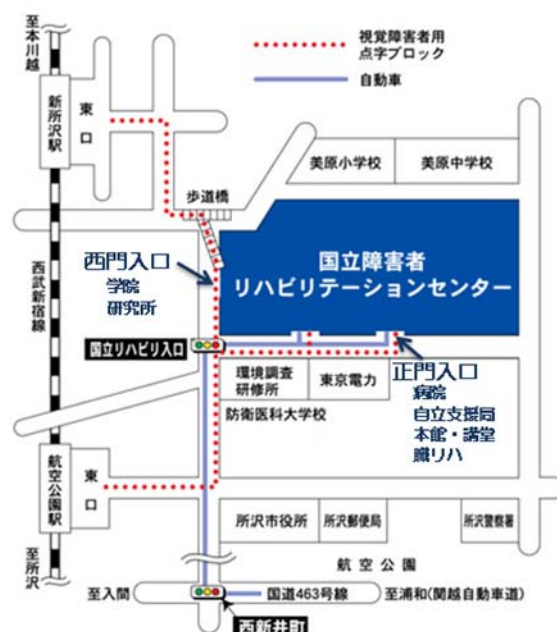 至本川越
視覚障害者用
点字ブロック
自動車
新所沢駅
東口
美原小学校
美原中学校
歩道橋
西武新宿線
西門入口
学院
研究所
国立障害者
リハビリテーションセンター
国立リハビリ入口
環境調査
研修所
東京電力
正門入口
病院
自立支援局
本館・講堂
職リハ
防衛医科大学校
航空公園駅
東口
至所沢
所沢市役所
所沢郵便局
所沢警察署
航空公園
至入間
国道463号線
至浦和(関越自動車道)
西新井町